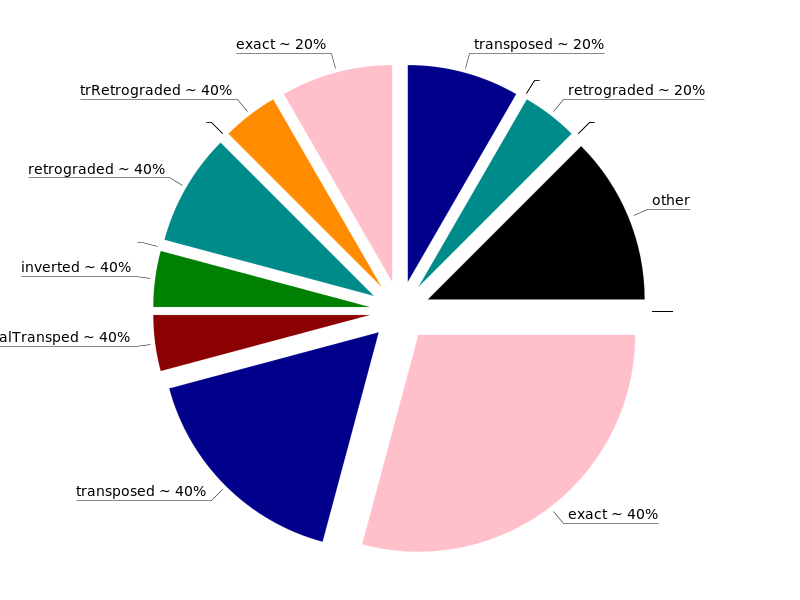 exact ~ 20%
transposed ~ 20%
trRetrograded ~ 40%
retrograded ~ 20%
retrograded ~ 40%
other
inverted ~ 40%
alTransped ~ 40%
transposed ~ 40%
exact ~ 40%